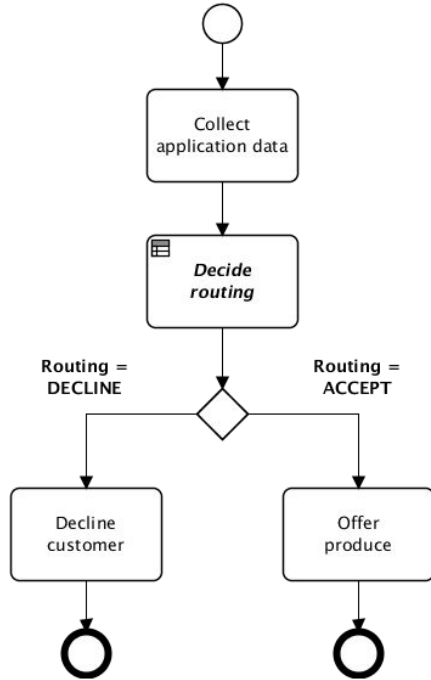 Collect
application data
Decide
routing
Routing =
DECLINE
Routing =
ACCEPT
Decline
customer
Offer
produce